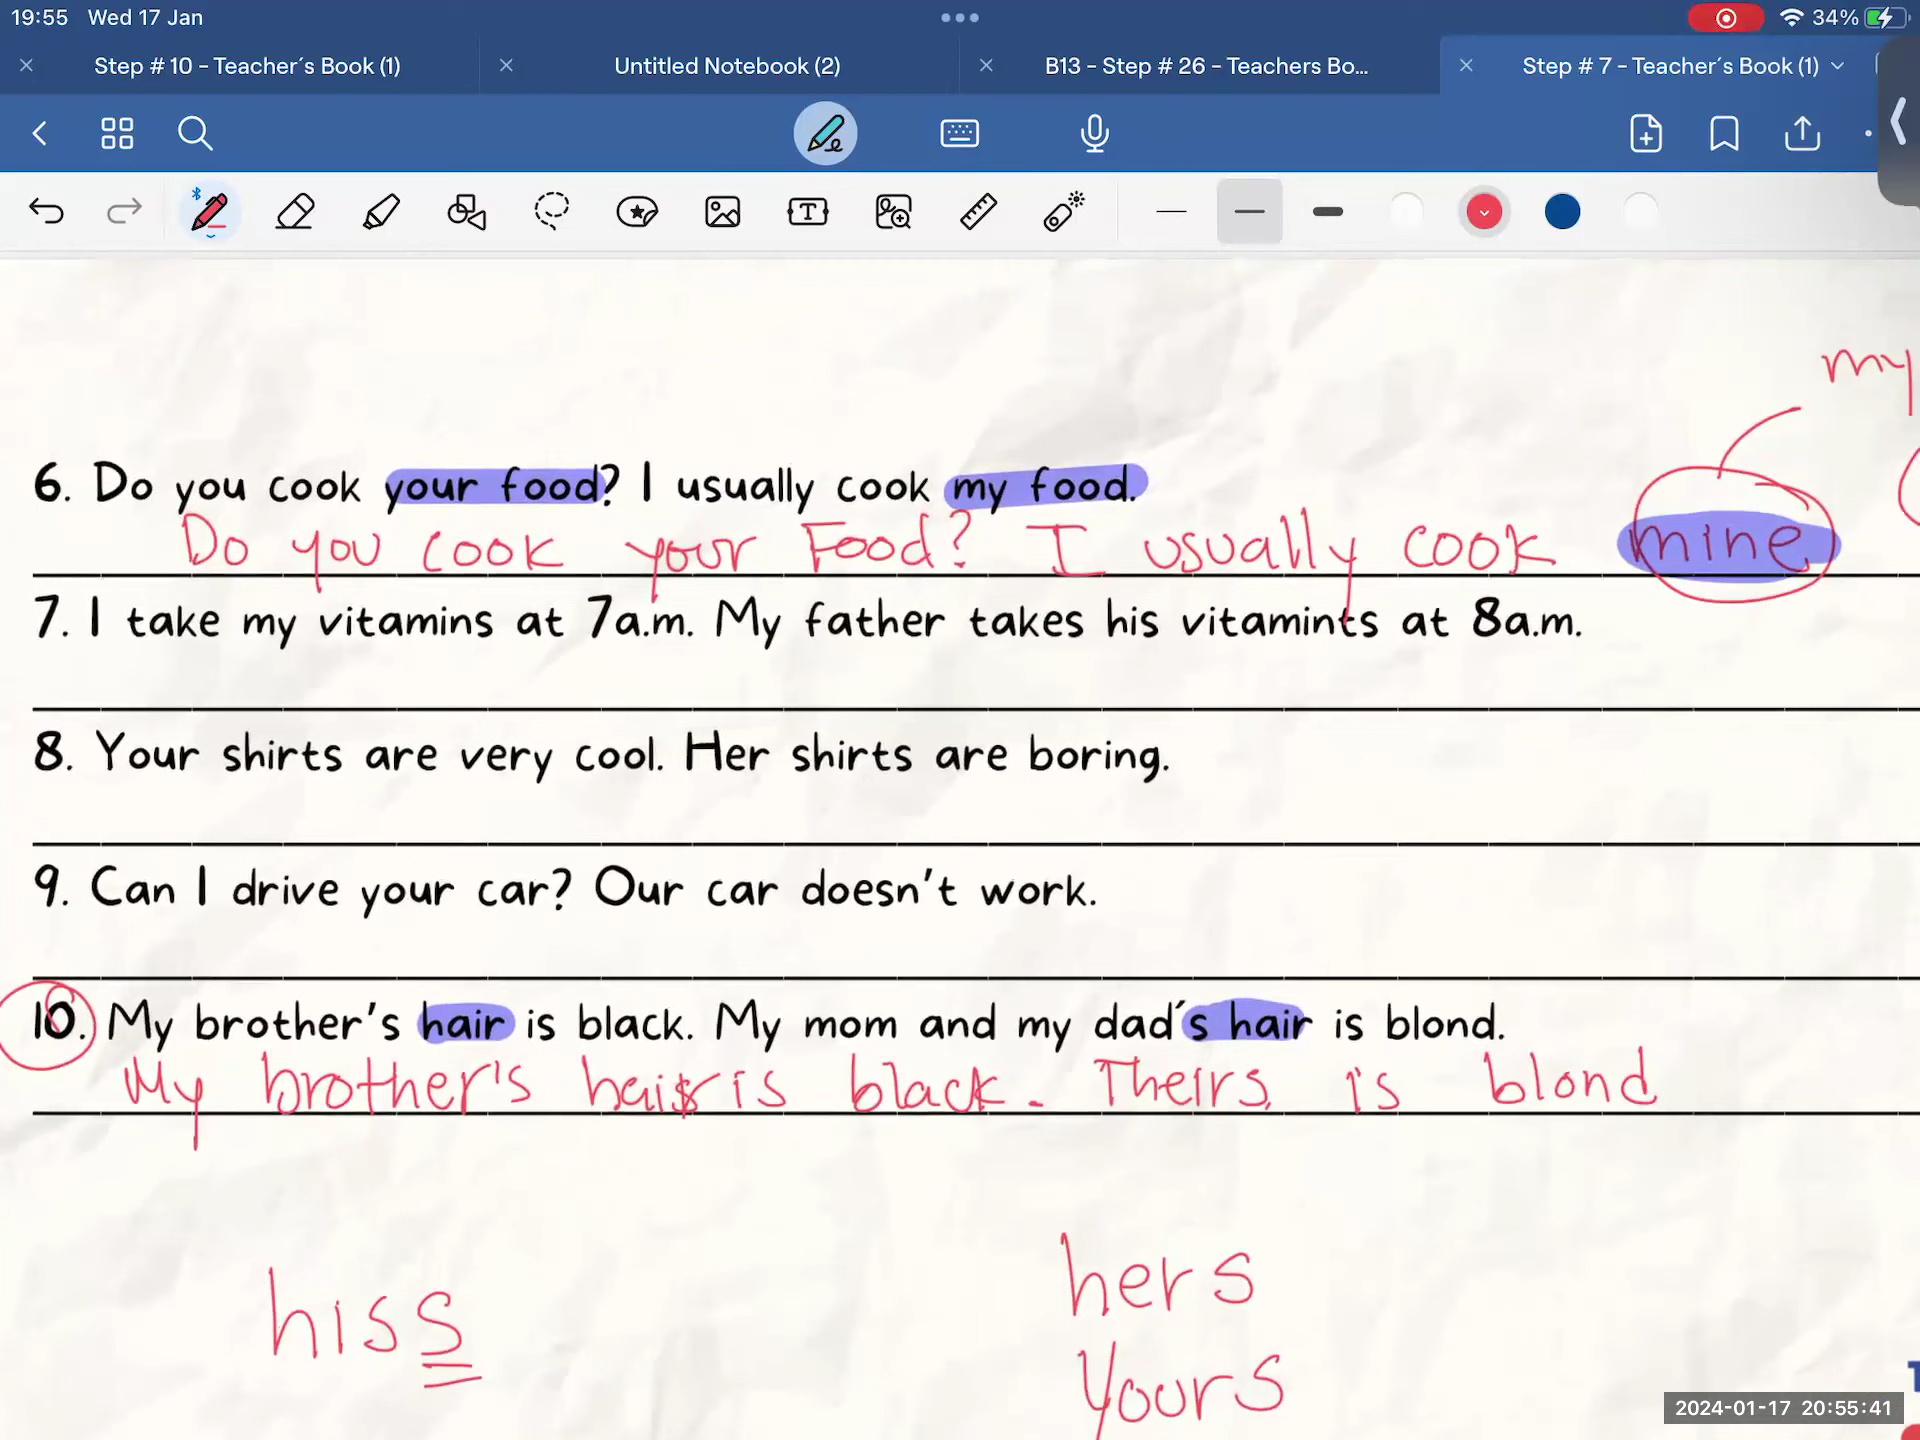 19:55 Wed 17 Jan 34%
Step # 10 - Teacher´s Book (1) Untitled Notebook (2) B13 - Step # 26 - Teachers Bo... Step # 7 - Teacher´s Book (1)
my
6. Do you cook your food? I usually cook my food.
Do you cook your Food? I usually cook mine
7. I take my vitamins at 7a.m. My father takes his vitamints at 8a.m.
8. Your shirts are very cool. Her shirts are boring.
9. Can I drive your car? Our car doesn't work.
10. My brother's hair is black. My mom and my dad´s hair is blond.
My brother's hair is black. Theirs is blond
hiss
hers
yours
2024-01-17 20:55:41